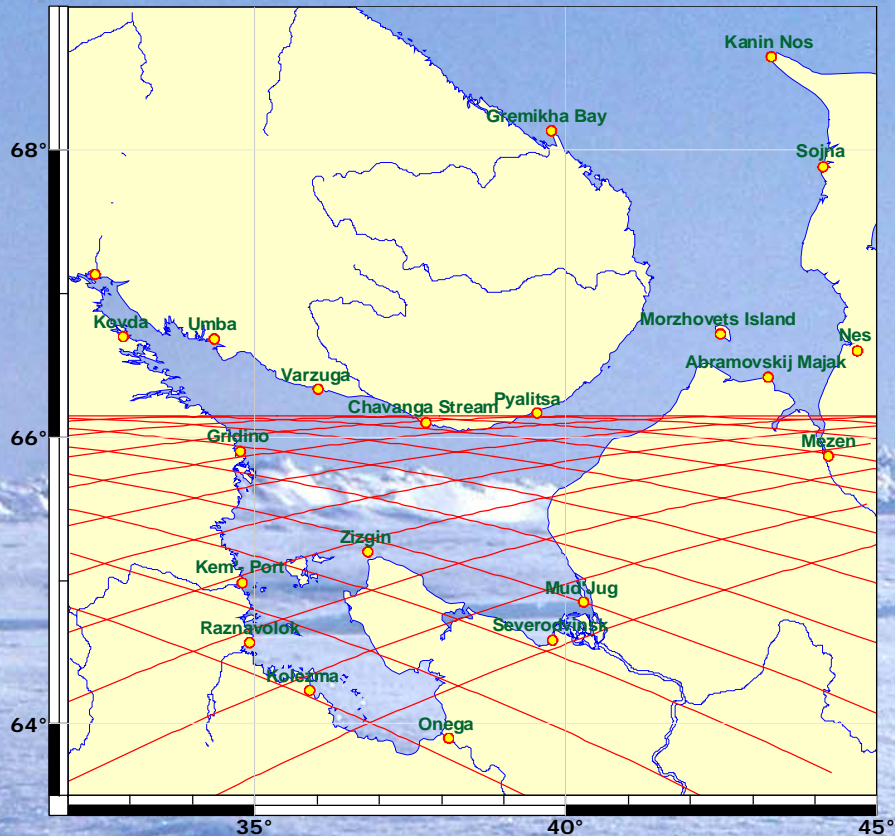 Kanin Nos
Gremikha Bay
68°
Sojna
Morzhovets Island
Kovda
Umba
Nes
Abramovskij Majak
Varzuga
Pyalitsa
Chavanga Stream
66°
Gridino
Mezen
Zizgin
Kem - Port
Mud'Jug
Raznavolok
Severodvinsk
Kolezma
64°
Onega
35°
40°
45°